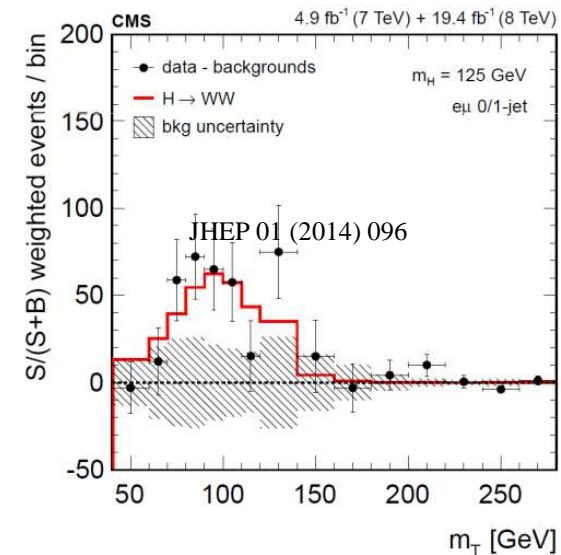 CMS 4.9 fb⁻¹ (7 TeV) + 19.4 fb⁻¹ (8 TeV)
200
150
100
50
0
-50
S/(S+B) weighted events / bin
data - backgrounds
H → WW
bkg uncertainty
m_H = 125 GeV
eμ 0/1-jet
JHEP 01 (2014) 096
50 100 150 200 250
m_T [GeV]